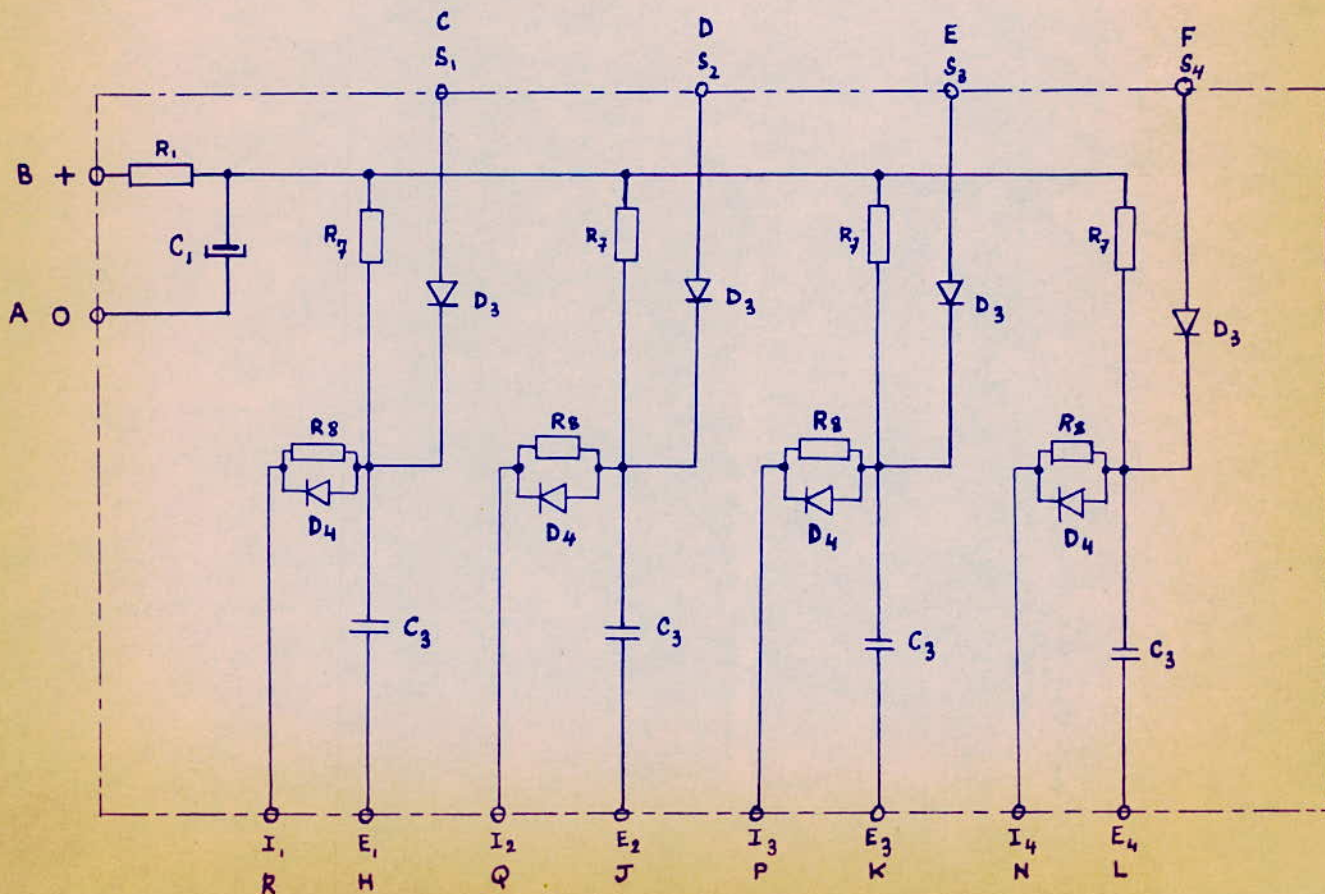 C D E F
S₁ S₂ S₃ S₄
B + R₁
C₁ R₇ R₇ R₇ R₇
A O D₃ D₃ D₃ D₃
R8 R8 R8 R8
D4 D4 D4 D4
C₃ C₃ C₃ C₃
I₁ E₁ I₂ E₂ I₃ E₃ I₄ E₄
R H Q J P K N L